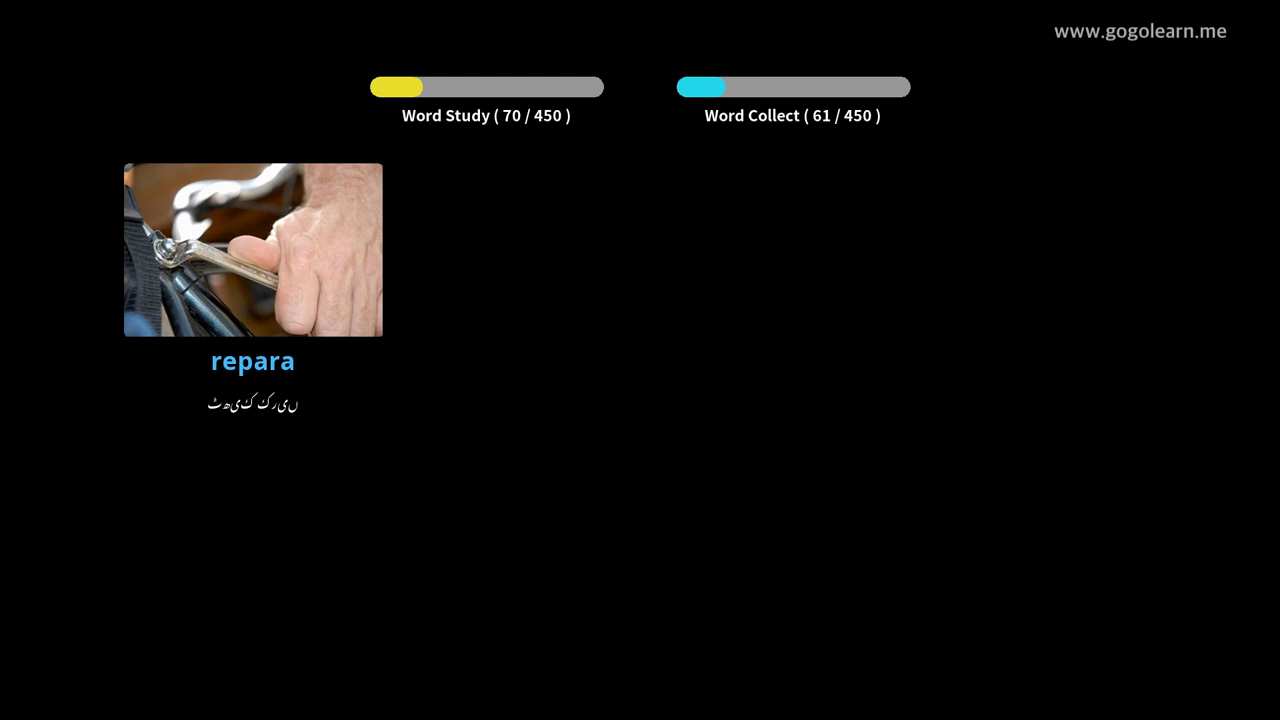 www.gogolearn.me
Word Study ( 70 / 450 )
Word Collect ( 61 / 450 )
repara
ٹھیک کریں